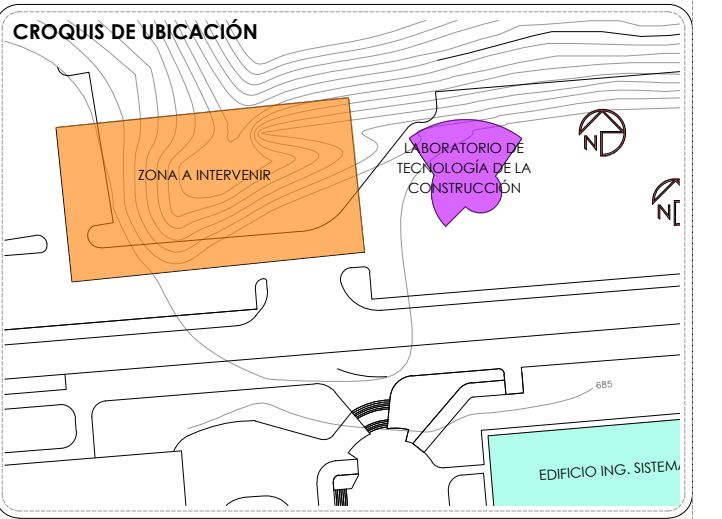 CROQUIS DE UBICACIÓN
ZONA A INTERVENIR
LABORATORIO DE
TECNOLOGÍA DE LA
CONSTRUCCIÓN
N
N
685
EDIFICIO ING. SISTEMA